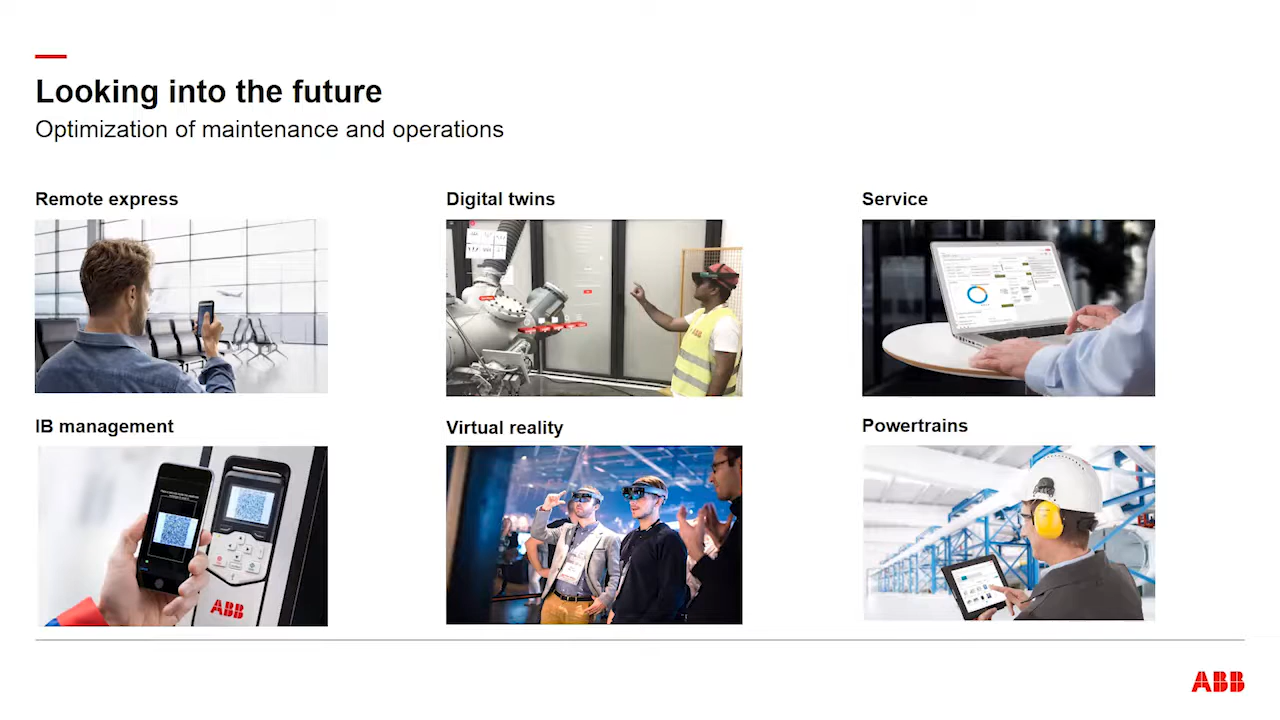 Looking into the future
Optimization of maintenance and operations
Remote express
Digital twins
Service
IB management
Virtual reality
Powertrains
ABB
ABB